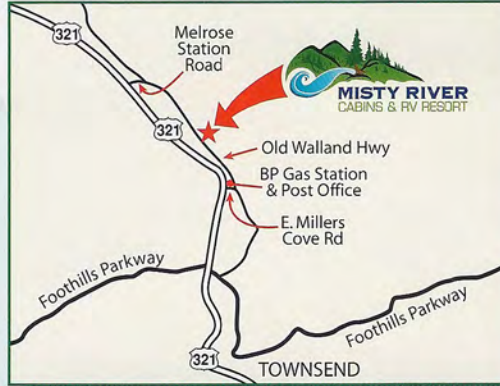 321
Melrose
Station
Road
MISTY RIVER
CABINS & RV RESORT
321
Old Walland Hwy
BP Gas Station
& Post Office
E. Millers
Cove Rd
Foothills Parkway
Foothills Parkway
321
TOWNSEND